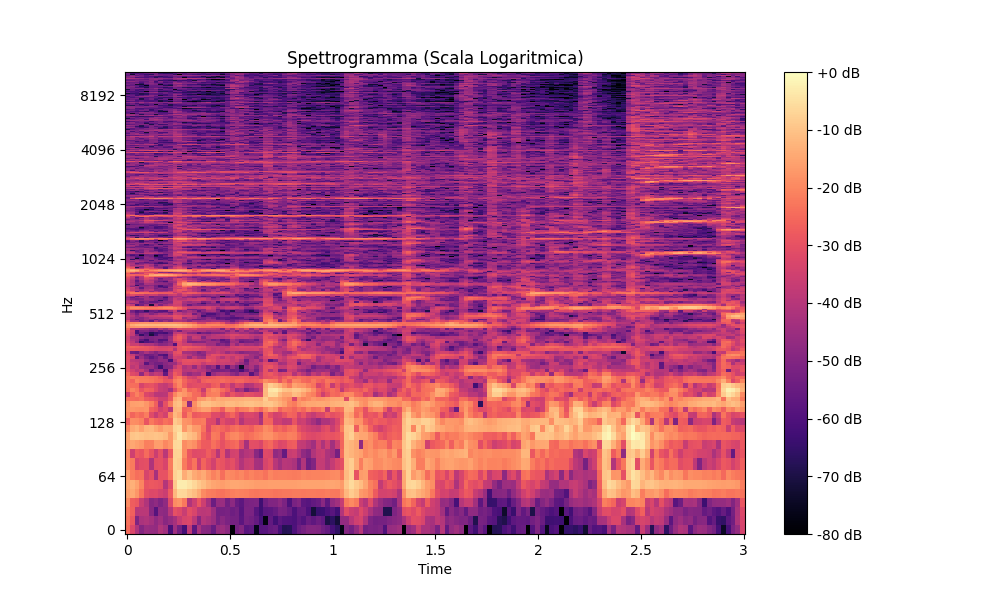 Spettrogramma (Scala Logaritmica)
Hz
8192
4096
2048
1024
512
256
128
64
0
0
0.5
1
1.5
2
2.5
3
Time
+0 dB
-10 dB
-20 dB
-30 dB
-40 dB
-50 dB
-60 dB
-70 dB
-80 dB